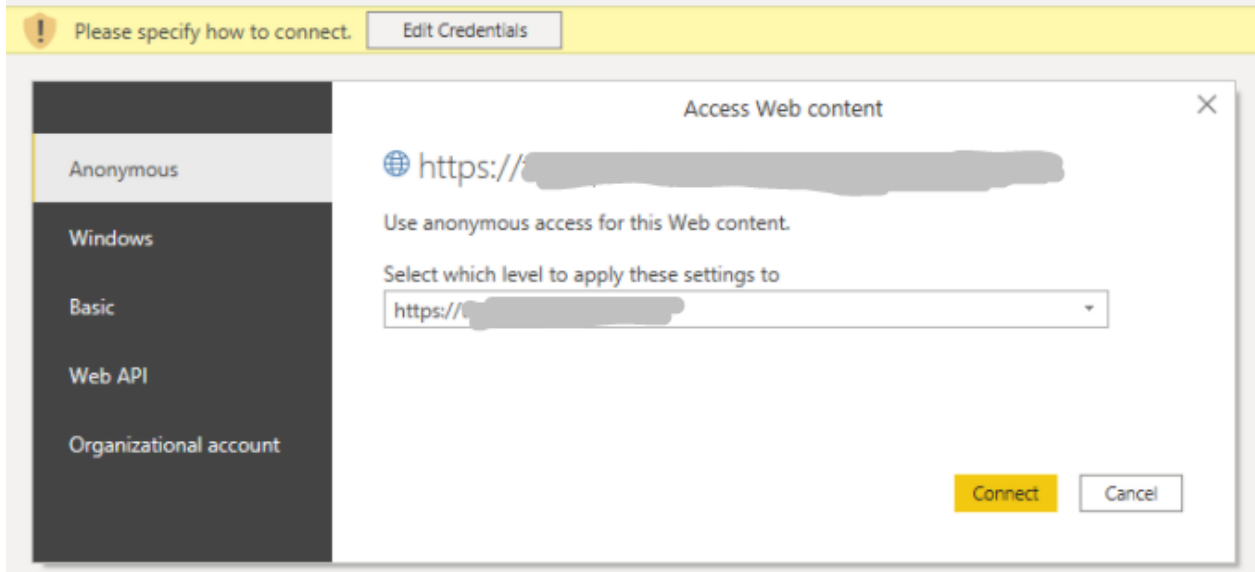 Please specify how to connect. Edit Credentials
Access Web content
Anonymous
Windows
Basic
Web API
Organizational account
https://
Use anonymous access for this Web content.
Select which level to apply these settings to
https://
Connect Cancel